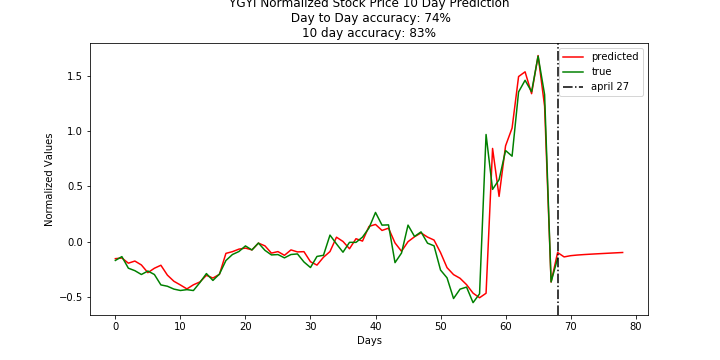 YGYI Normalized Stock Price 10 Day Prediction
Day to Day accuracy: 74%
10 day accuracy: 83%
predicted
true
april 27
Normalized Values
1.5
1.0
0.5
0.0
−0.5
0 10 20 30 40 50 60 70 80
Days